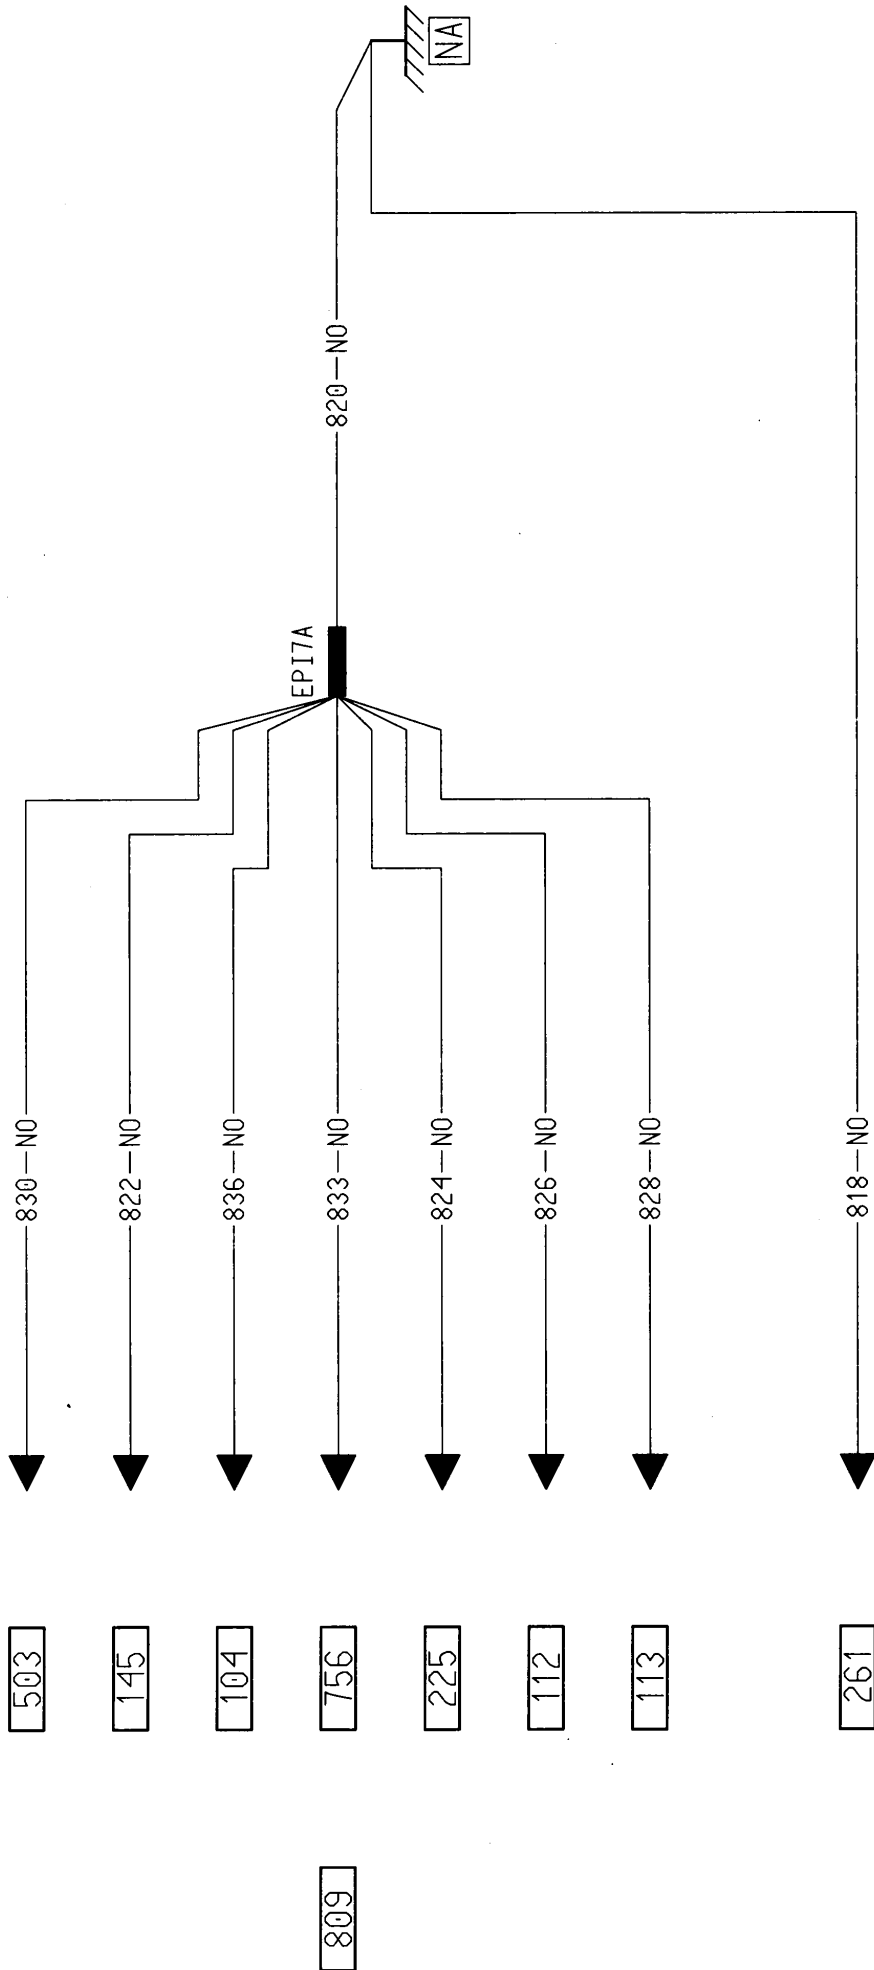 NA
820-NO
EPI7A
830-NO
822-NO
836-NO
833-NO
824-NO
826-NO
828-NO
818-NO
503
145
104
756
225
112
113
261
809